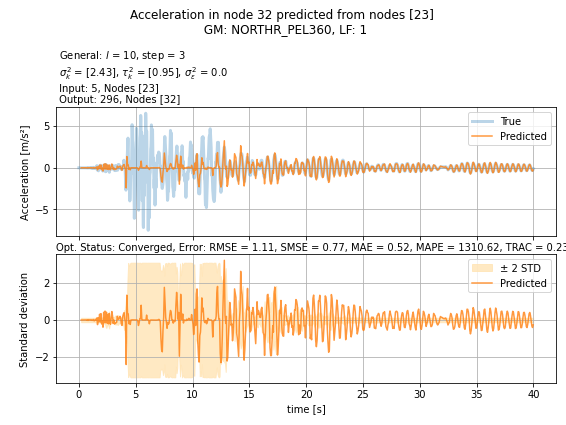 Acceleration in node 32 predicted from nodes [23]
GM: NORTHR_PEL360, LF: 1
General: l = 10, step = 3
σ²ₖ = [2.43], τ²ₖ = [0.95], σ²ε = 0.0
Input: 5, Nodes [23]
Output: 296, Nodes [32]
Acceleration [m/s²]
5
0
−5
True
Predicted
Opt. Status: Converged, Error: RMSE = 1.11, SMSE = 0.77, MAE = 0.52, MAPE = 1310.62, TRAC = 0.23
Standard deviation
2
0
−2
± 2 STD
Predicted
0 5 10 15 20 25 30 35 40
time [s]